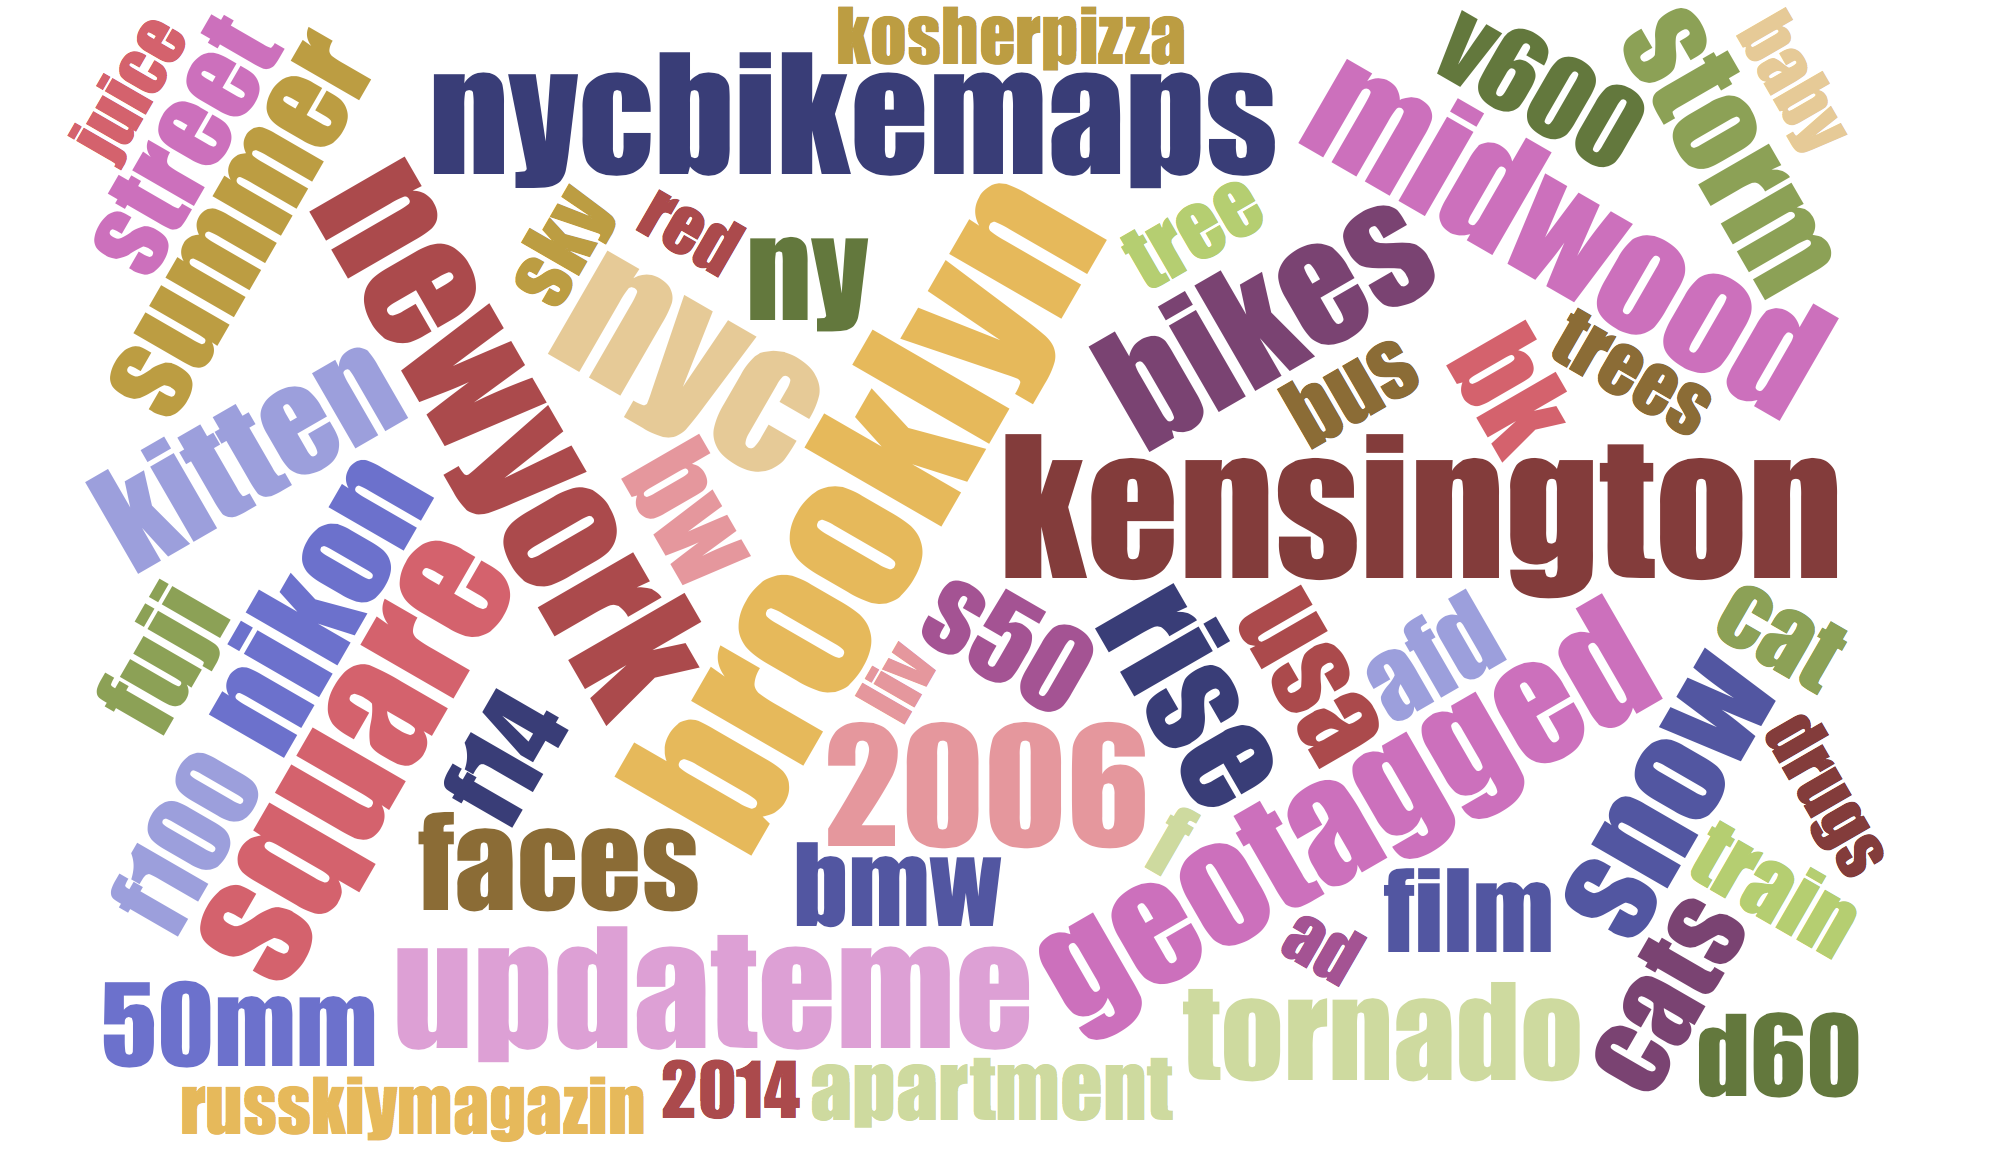 juice
street
summer
kosherpizza
nycbikemaps
v600
storm
baby
midwood
newyork
sky
red
ny
nyc
brooklyn
tree
bikes
bus
bk
trees
kitten
nikon
bw
kensington
fuji
square
s50
liv
rise
usa
afd
cat
geotagged
snow
drugs
f100
f14
faces
2006
f
bmw
film
train
ad
cats
50mm
updateme
tornado
d60
russkiymagazin
2014
apartment